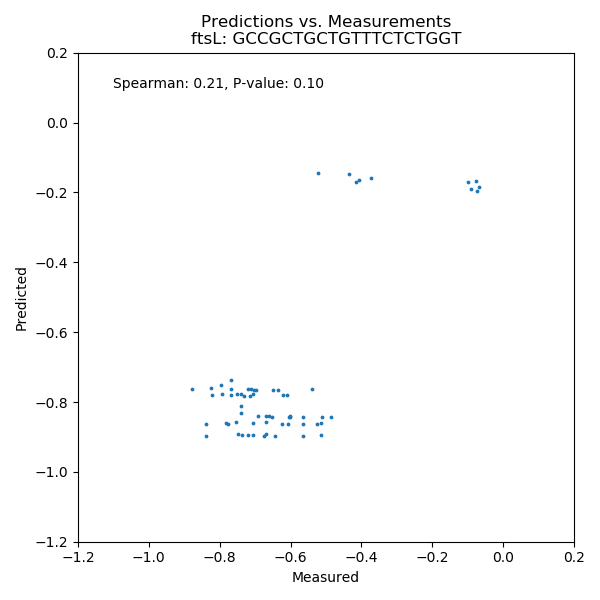 Predictions vs. Measurements
ftsL: GCCGCTGCTGTTTCTCTGGT
Spearman: 0.21, P-value: 0.10
0.2
0.0
−0.2
−0.4
−0.6
−0.8
−1.0
−1.2
Predicted
−1.2 −1.0 −0.8 −0.6 −0.4 −0.2 0.0 0.2
Measured